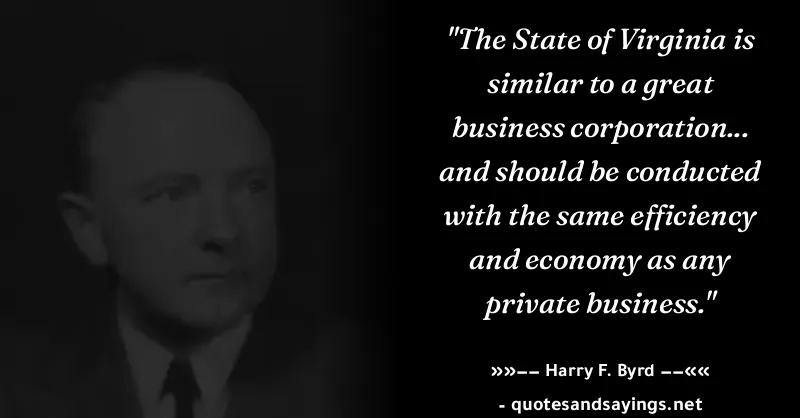 "The State of Virginia is
similar to a great
business corporation...
and should be conducted
with the same efficiency
and economy as any
private business."
»»−− Harry F. Byrd −−««
- quotesandsayings.net